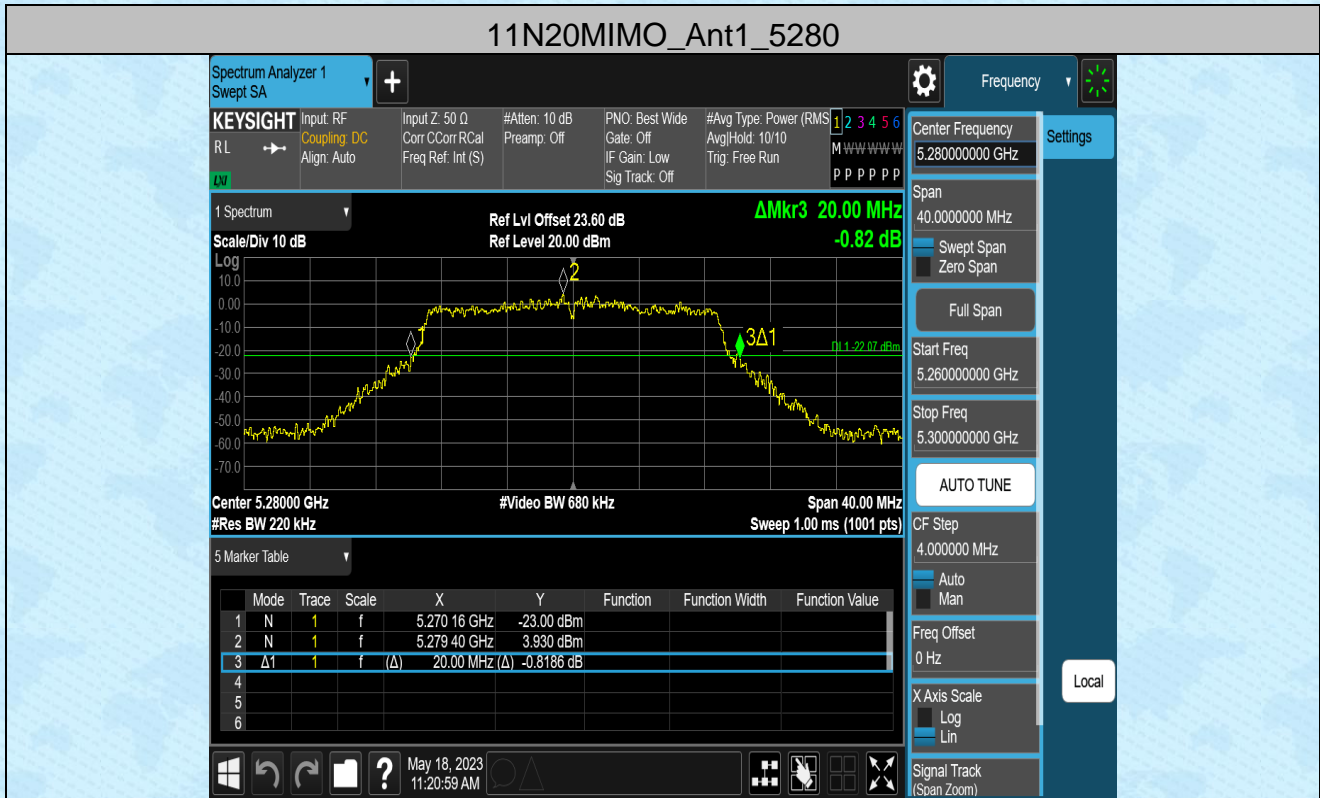 11N20MIMO_Ant1_5280
Spectrum Analyzer 1
Swept SA
Frequency
KEYSIGHT
RL
LXI
Input: RF
Coupling: DC
Align: Auto
Input Z: 50 Ω
Corr CCorr RCal
Freq Ref: Int (S)
#Atten: 10 dB
Preamp: Off
PNO: Best Wide
Gate: Off
IF Gain: Low
Sig Track: Off
#Avg Type: Power (RMS
Avg|Hold: 10/10
Trig: Free Run
1 2 3 4 5 6
M W W W W W
P P P P P P
1 Spectrum
Scale/Div 10 dB
Ref Lvl Offset 23.60 dB
Ref Level 20.00 dBm
ΔMkr3 20.00 MHz
-0.82 dB
Log
10.0
0.00
-10.0
-20.0
-30.0
-40.0
-50.0
-60.0
-70.0
1
2
3Δ1
DL1 -22.07 dBm
Center 5.28000 GHz
#Res BW 220 kHz
#Video BW 680 kHz
Span 40.00 MHz
Sweep 1.00 ms (1001 pts)
5 Marker Table
Mode Trace Scale X Y Function Function Width Function Value
1 N 1 f 5.270 16 GHz -23.00 dBm
2 N 1 f 5.279 40 GHz 3.930 dBm
3 Δ1 1 f (Δ) 20.00 MHz (Δ) -0.8186 dB
4
5
6
?
May 18, 2023
11:20:59 AM
Center Frequency
5.280000000 GHz
Settings
Span
40.0000000 MHz
Swept Span
Zero Span
Full Span
Start Freq
5.260000000 GHz
Stop Freq
5.300000000 GHz
AUTO TUNE
CF Step
4.000000 MHz
Auto
Man
Freq Offset
0 Hz
X Axis Scale
Log
Lin
Signal Track
(Span Zoom)
Local